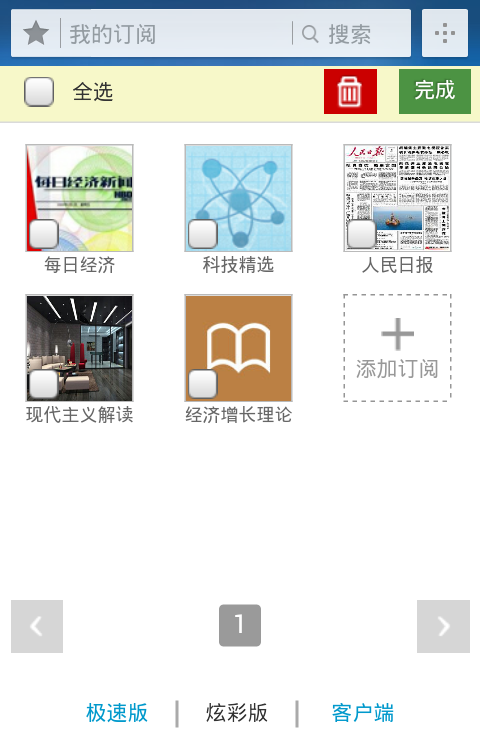 我的订阅 搜索
全选 完成
每日经济新闻
人民日报
每日经济 科技精选 人民日报
现代主义解读 经济增长理论 添加订阅
1
极速版 炫彩版 客户端